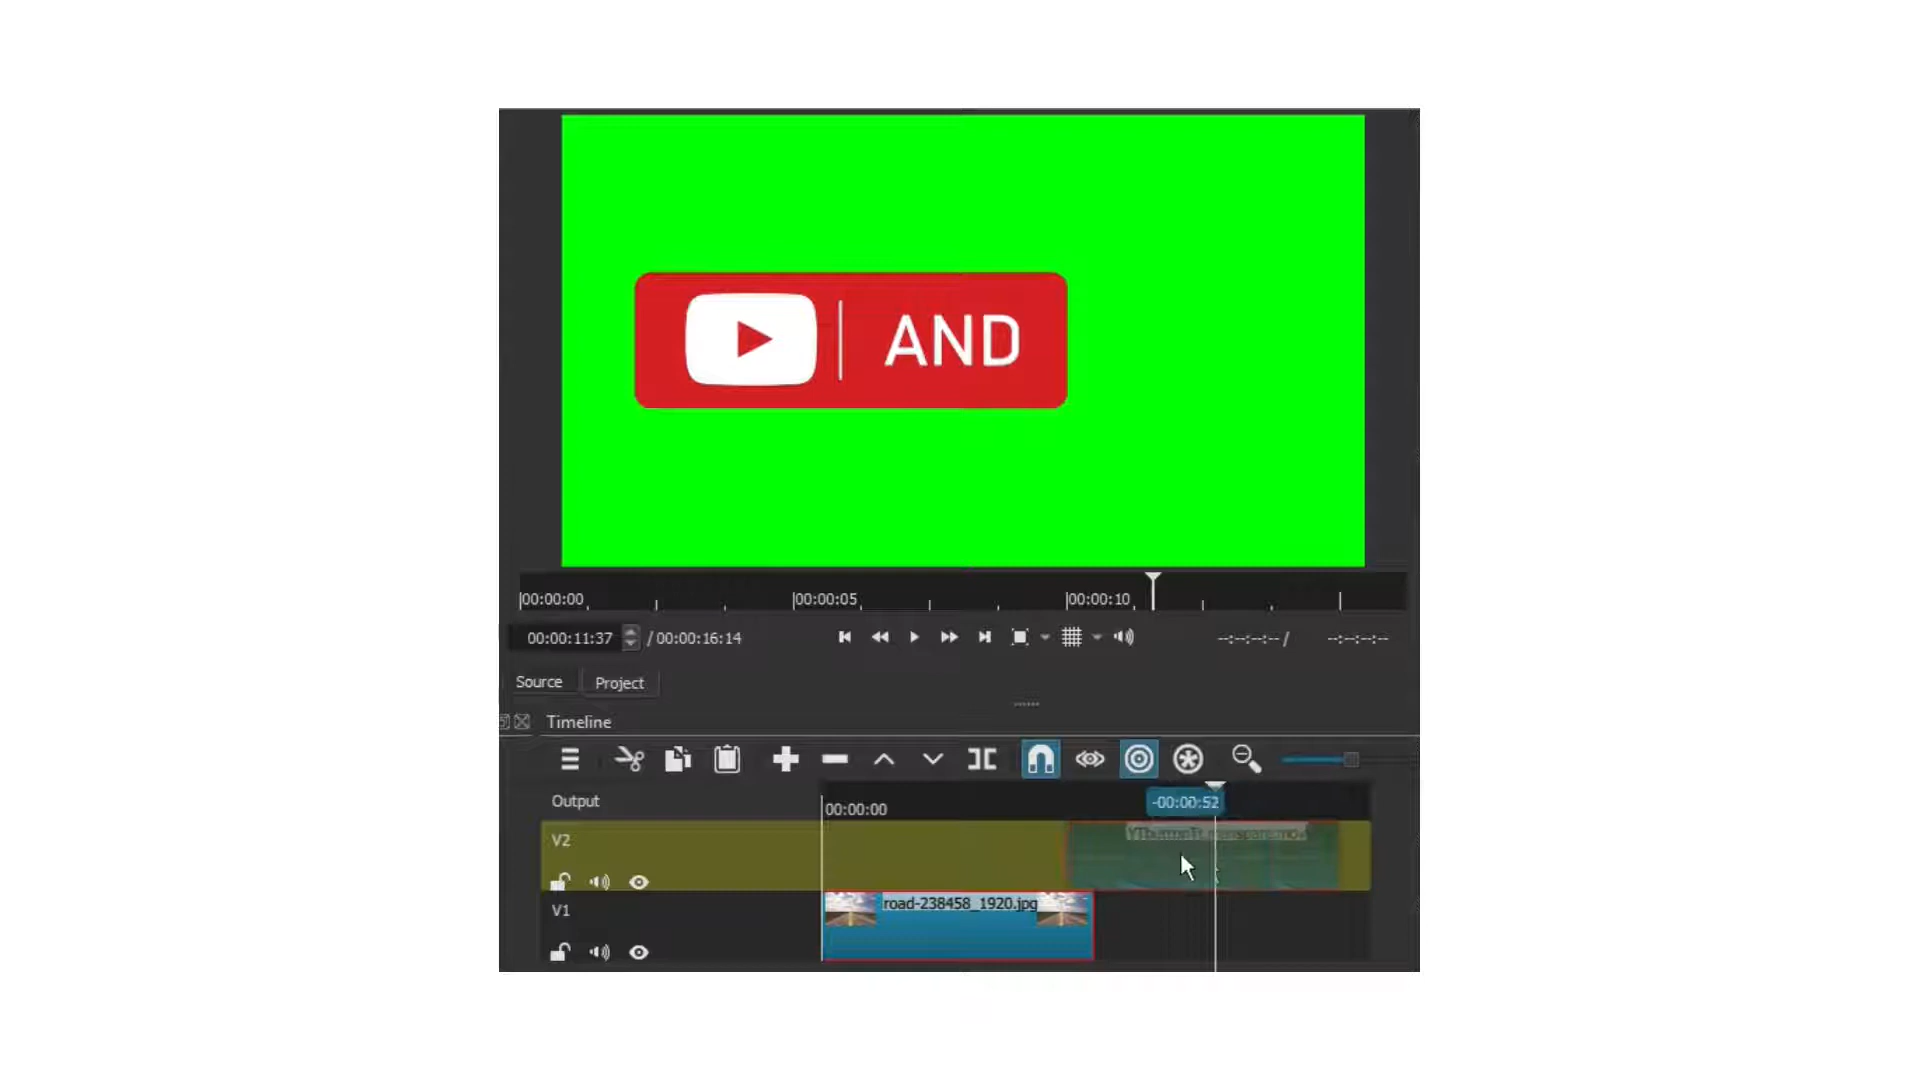 AND
00:00:00
00:00:05
00:00:10
00:00:11:37
/ 00:00:16:14
--:--:--:-- /
--:--:--:--
Source
Project
Timeline
Output
00:00:00
-00:00:52
V2
V1
road-238458_1920.jpg